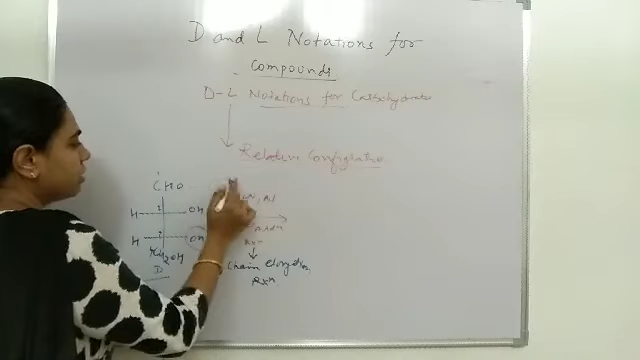 D and L Notations for
Compounds
D-L Notations for Carbohydrates
Relative Configuration
CHO
H OH
H OH
CH2OH
D
Chain elongation
Rxn